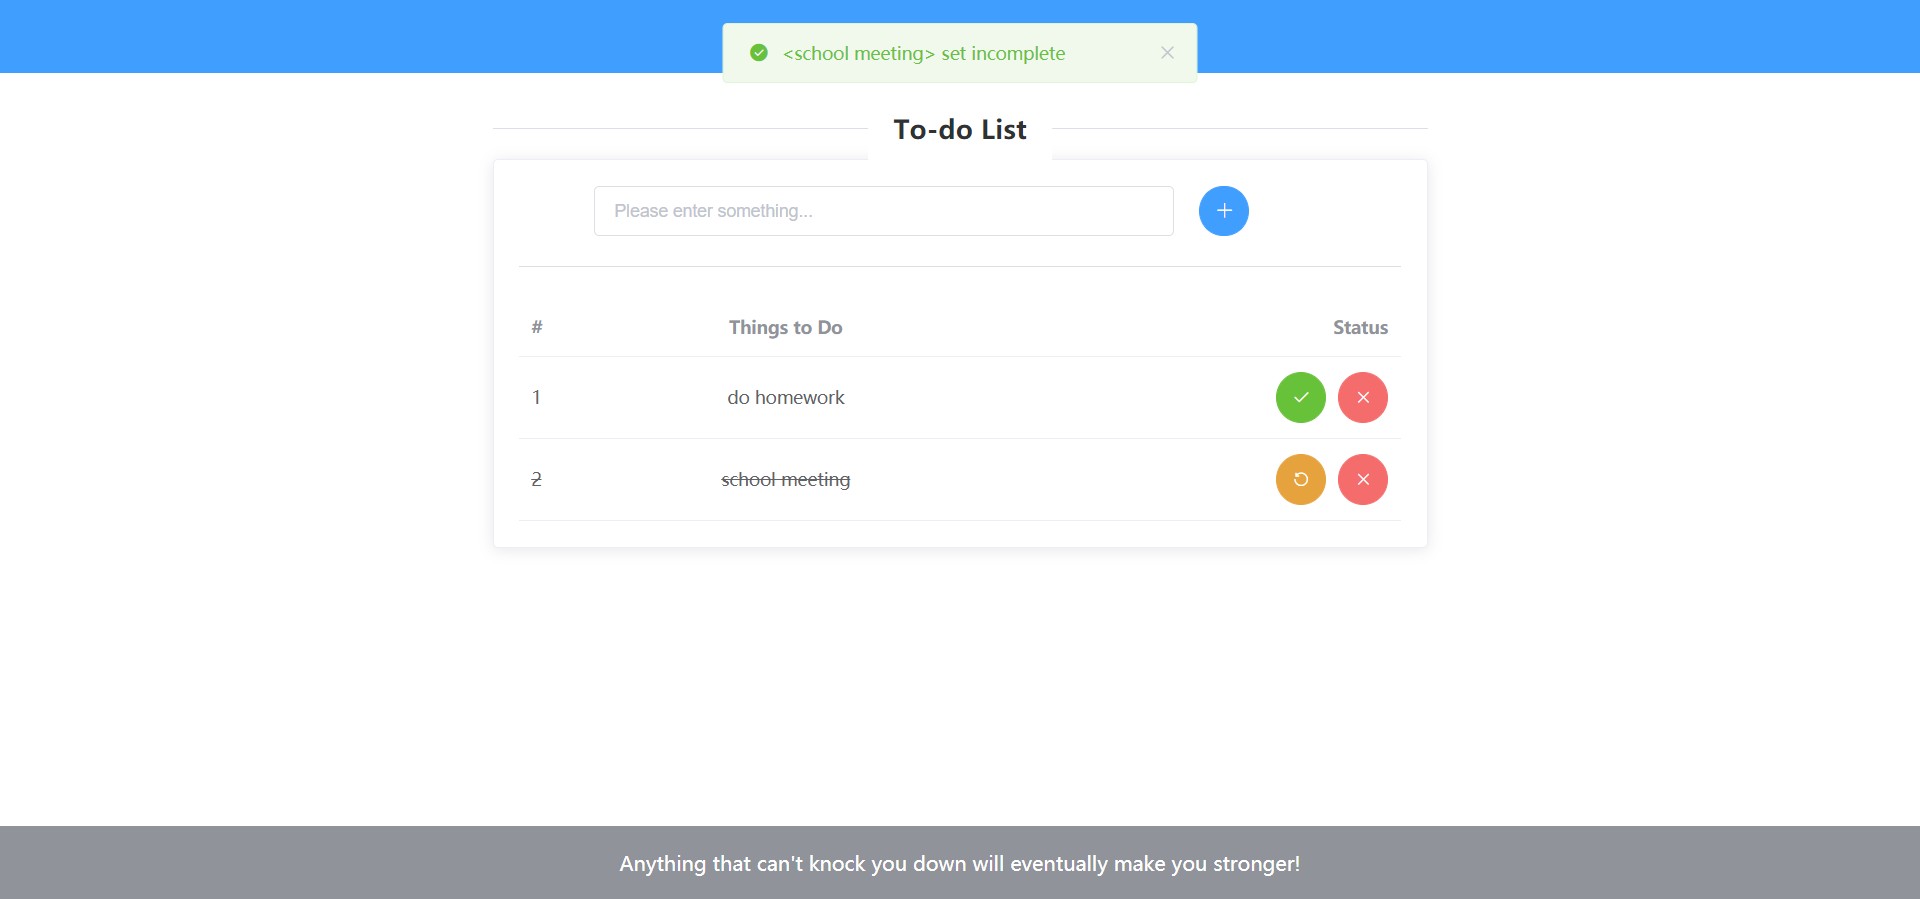 <school meeting> set incomplete
To-do List
Please enter something...
# Things to Do Status
1 do homework
2 school meeting
Anything that can't knock you down will eventually make you stronger!